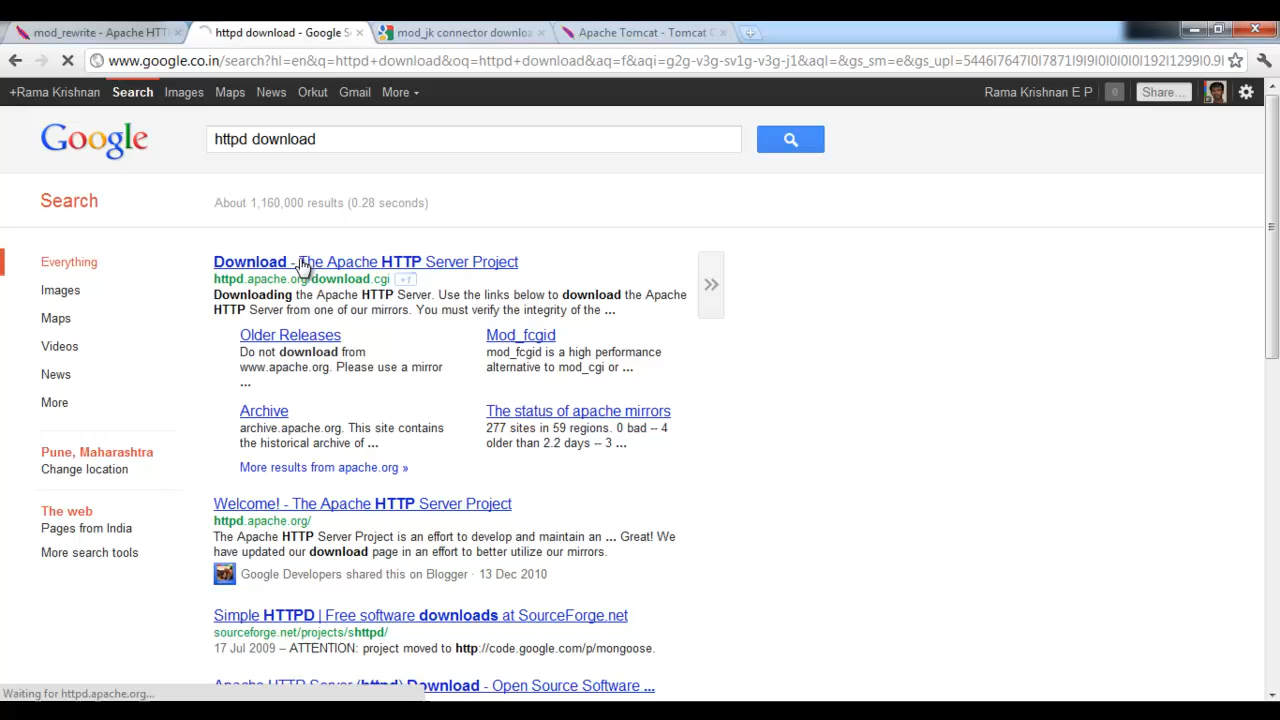 mod_rewrite - Apache HTT
httpd download - Google S
mod_jk connector downloa
Apache Tomcat - Tomcat C
www.google.co.in/search?hl=en&q=httpd+download&oq=httpd+download&aq=f&aqi=g2g-v3g-sv1g-v3g-j1&aql=&gs_sm=e&gs_upl=5446l7647l0l7871l9l9l0l0l0l0l192l1299l0.9l
+Rama Krishnan Search Images Maps News Orkut Gmail More
Rama Krishnan E P 0 Share...
Google
httpd download
Search
About 1,160,000 results (0.28 seconds)
Everything
Images
Maps
Videos
News
More
Pune, Maharashtra
Change location
The web
Pages from India
More search tools
Download - The Apache HTTP Server Project
httpd.apache.org/download.cgi +1
Downloading the Apache HTTP Server. Use the links below to download the Apache
HTTP Server from one of our mirrors. You must verify the integrity of the ...
Older Releases
Do not download from
www.apache.org. Please use a mirror
...
Mod_fcgid
mod_fcgid is a high performance
alternative to mod_cgi or ...
Archive
archive.apache.org. This site contains
the historical archive of ...
The status of apache mirrors
277 sites in 59 regions. 0 bad -- 4
older than 2.2 days -- 3 ...
More results from apache.org »
Welcome! - The Apache HTTP Server Project
httpd.apache.org/
The Apache HTTP Server Project is an effort to develop and maintain an ... Great! We
have updated our download page in an effort to better utilize our mirrors.
Google Developers shared this on Blogger · 13 Dec 2010
Simple HTTPD | Free software downloads at SourceForge.net
sourceforge.net/projects/shttpd/
17 Jul 2009 – ATTENTION: project moved to http://code.google.com/p/mongoose.
Apache HTTP Server (httpd) Download - Open Source Software ...
Waiting for httpd.apache.org...